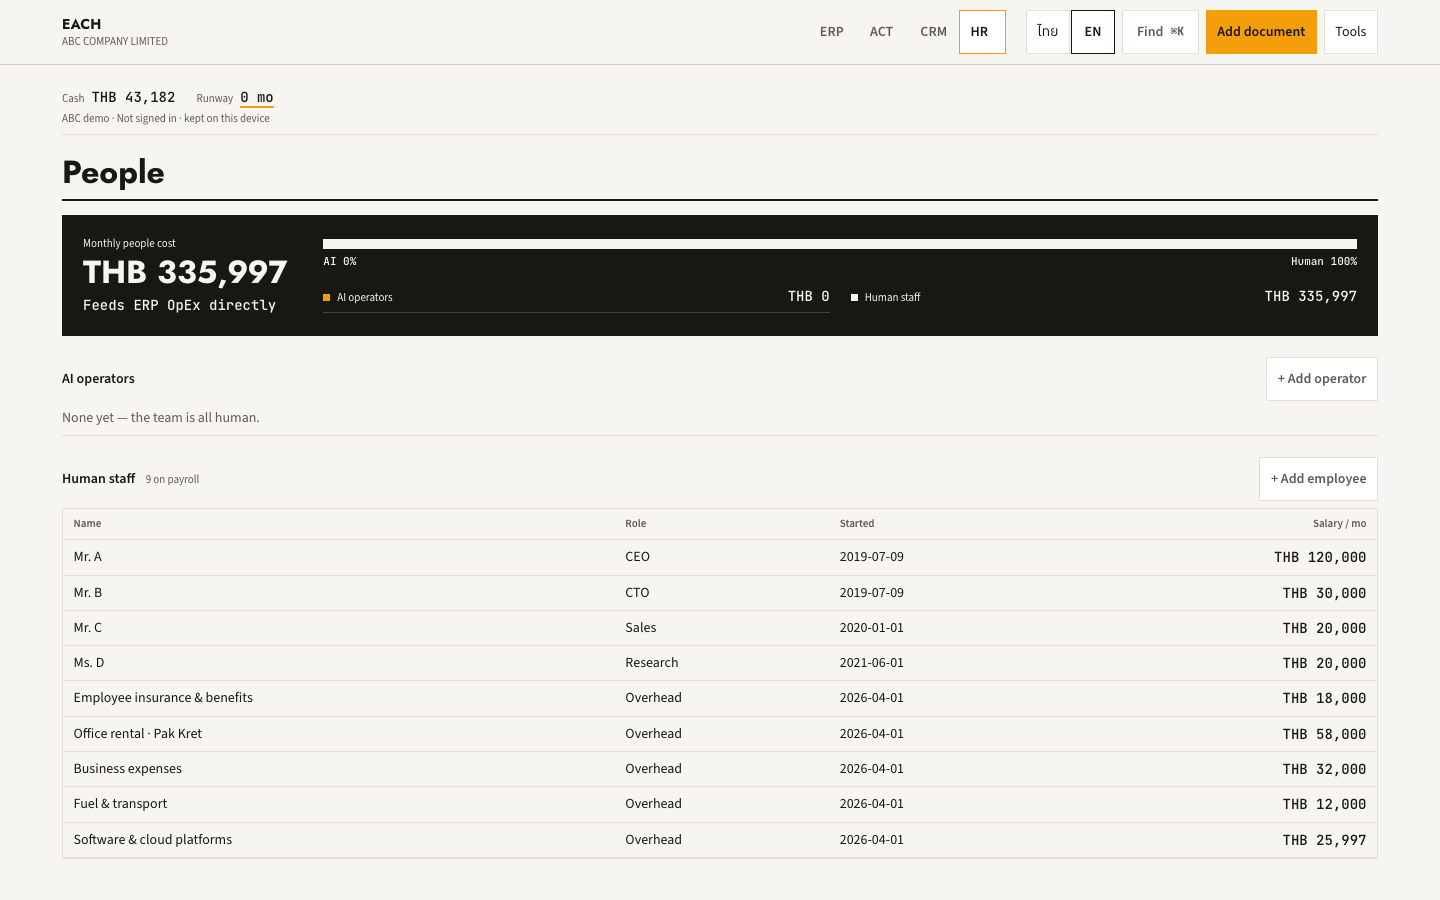 EACH
ABC COMPANY LIMITED
ERP ACT CRM HR ไทย EN Find ⌘K Add document Tools
Cash THB 43,182 Runway 0 mo
ABC demo · Not signed in · kept on this device
People
Monthly people cost
THB 335,997
Feeds ERP OpEx directly
AI 0% Human 100%
AI operators THB 0 Human staff THB 335,997
AI operators + Add operator
None yet — the team is all human.
Human staff 9 on payroll + Add employee
Name Role Started Salary / mo
Mr. A CEO 2019-07-09 THB 120,000
Mr. B CTO 2019-07-09 THB 30,000
Mr. C Sales 2020-01-01 THB 20,000
Ms. D Research 2021-06-01 THB 20,000
Employee insurance & benefits Overhead 2026-04-01 THB 18,000
Office rental · Pak Kret Overhead 2026-04-01 THB 58,000
Business expenses Overhead 2026-04-01 THB 32,000
Fuel & transport Overhead 2026-04-01 THB 12,000
Software & cloud platforms Overhead 2026-04-01 THB 25,997